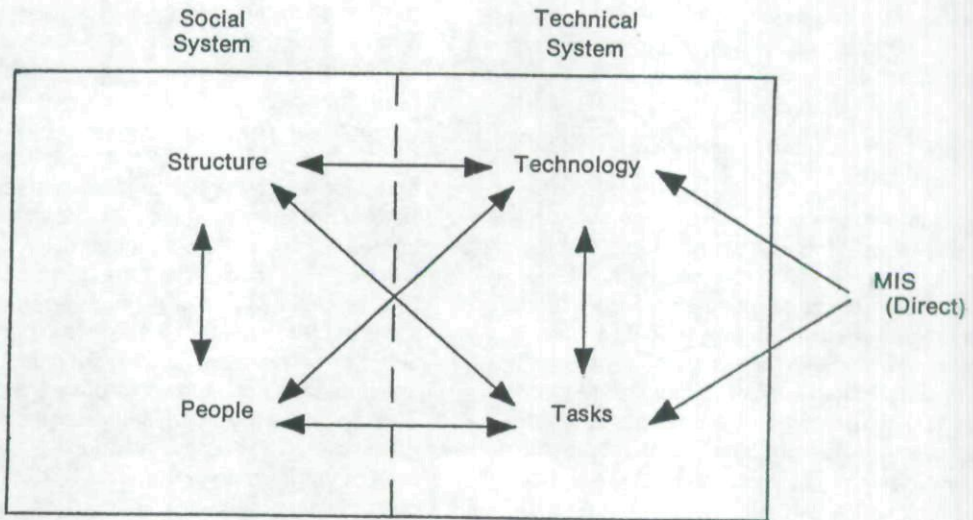 Social
System
Technical
System
Structure
Technology
MIS
(Direct)
People
Tasks